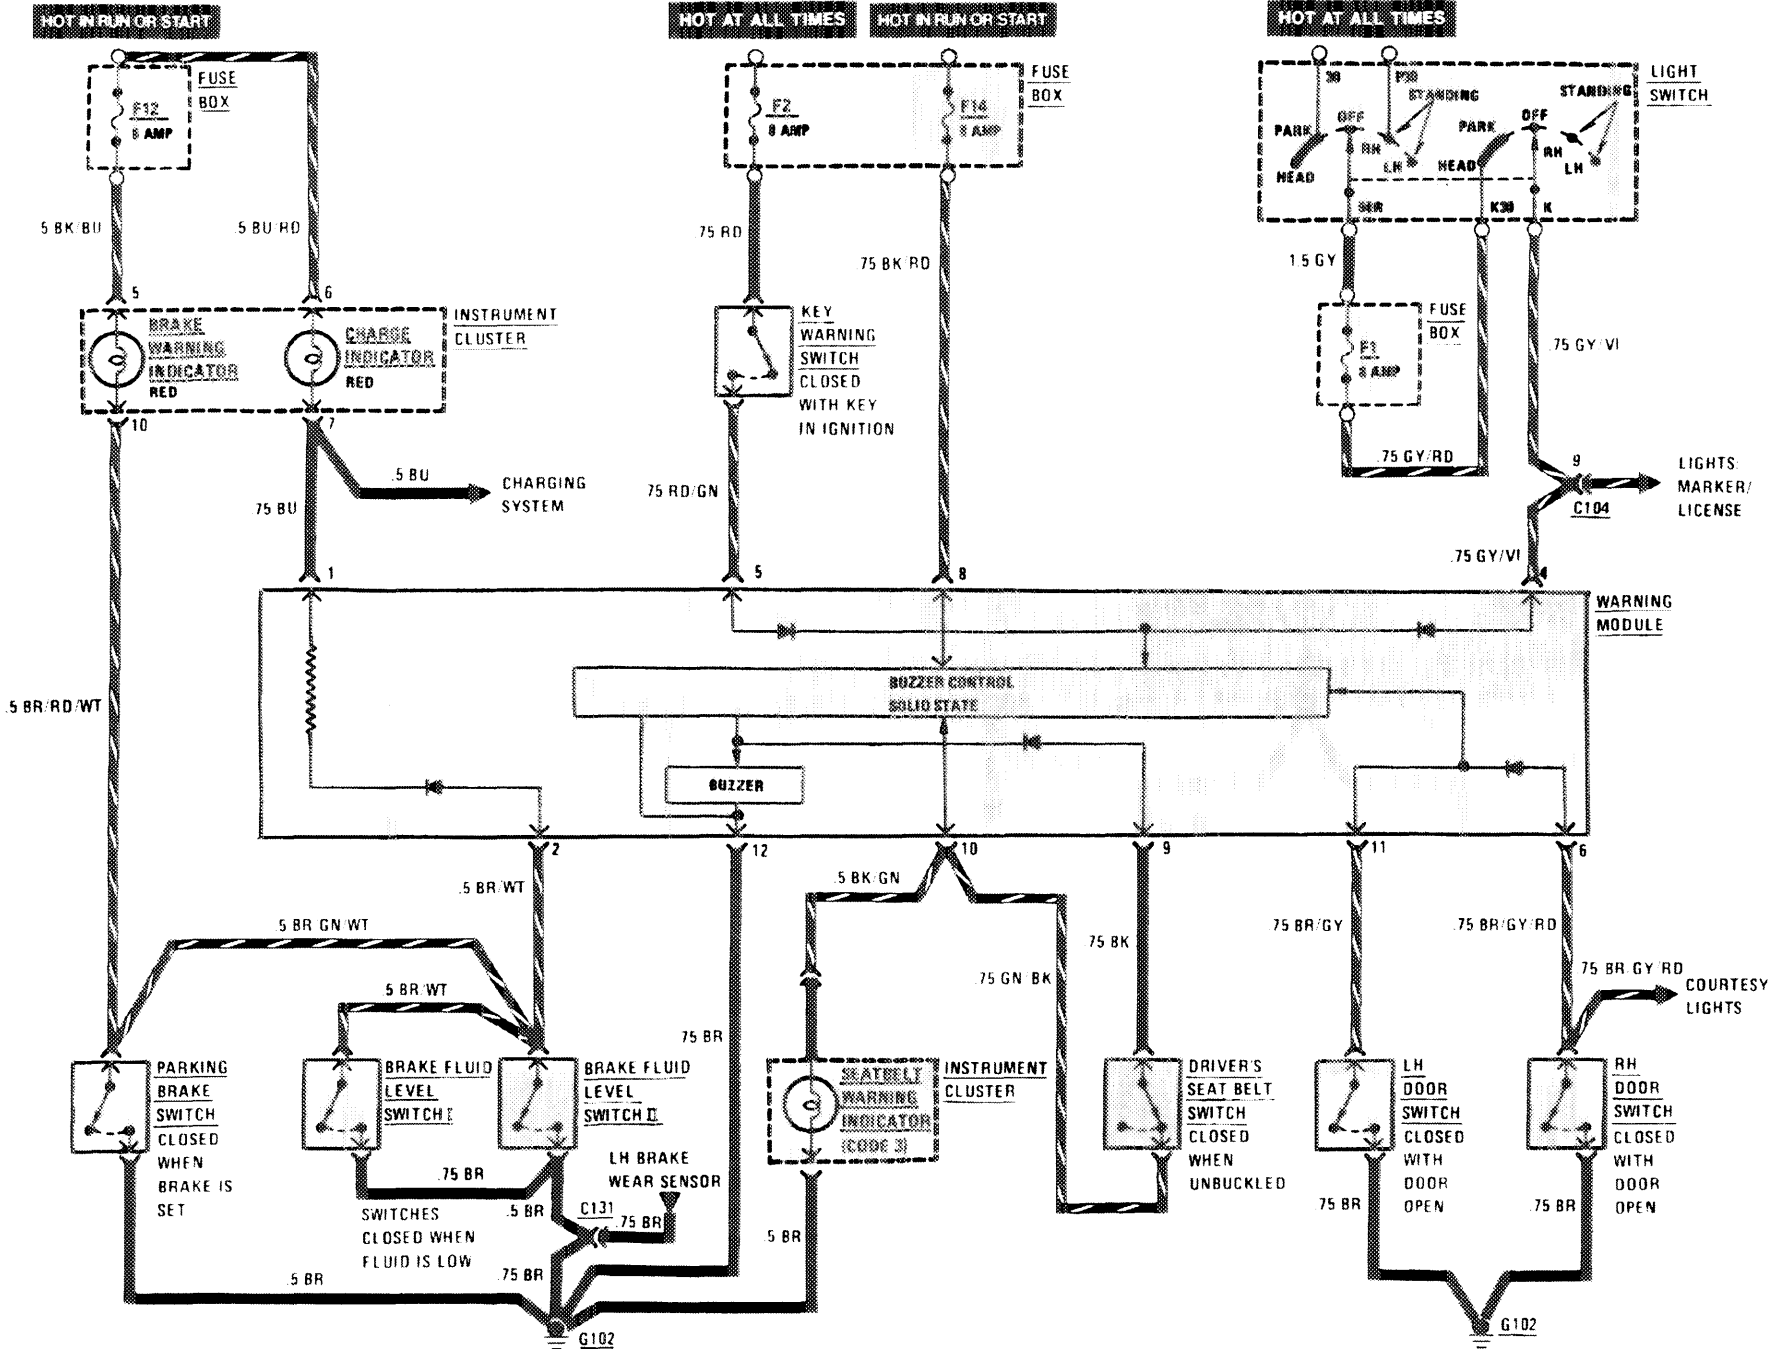 HOT IN RUN OR START
HOT AT ALL TIMES
HOT IN RUN OR START
HOT AT ALL TIMES
FUSE
BOX
F12
8 AMP
FUSE
BOX
F2
8 AMP
F14
8 AMP
LIGHT
SWITCH
30
P30
STANDING
STANDING
PARK
OFF
RH
LH
HEAD
PARK
OFF
RH
LH
HEAD
K30
K
.5 BK/BU
.5 BU/RD
.75 RD
.75 BK/RD
1.5 GY
5
6
INSTRUMENT
CLUSTER
BRAKE
WARNING
INDICATOR
RED
CHARGE
INDICATOR
RED
KEY
WARNING
SWITCH
CLOSED
WITH KEY
IN IGNITION
FUSE
BOX
F1
8 AMP
.75 GY/VI
10
7
.5 BU
CHARGING
SYSTEM
75 BU
75 RD/GN
.75 GY/RD
9
C104
LIGHTS:
MARKER/
LICENSE
.75 GY/VI
1
5
8
4
WARNING
MODULE
.5 BR/RD/WT
BUZZER CONTROL
SOLID STATE
BUZZER
2
12
10
9
11
6
.5 BR/WT
.5 BK/GN
.5 BR GN/WT
5 BR/WT
75 BR
.75 GN/BK
75 BK
.75 BR/GY
.75 BR/GY/RD
75 BR/GY/RD
COURTESY
LIGHTS
PARKING
BRAKE
SWITCH
CLOSED
WHEN
BRAKE IS
SET
BRAKE FLUID
LEVEL
SWITCH I
BRAKE FLUID
LEVEL
SWITCH II
SEATBELT
WARNING
INDICATOR
(CODE 3)
INSTRUMENT
CLUSTER
DRIVER'S
SEAT BELT
SWITCH
CLOSED
WHEN
UNBUCKLED
LH
DOOR
SWITCH
CLOSED
WITH
DOOR
OPEN
RH
DOOR
SWITCH
CLOSED
WITH
DOOR
OPEN
LH BRAKE
WEAR SENSOR
.75 BR
SWITCHES
CLOSED WHEN
FLUID IS LOW
.5 BR
C131
.75 BR
.75 BR
.5 BR
.5 BR
.75 BR
.75 BR
G102
G102